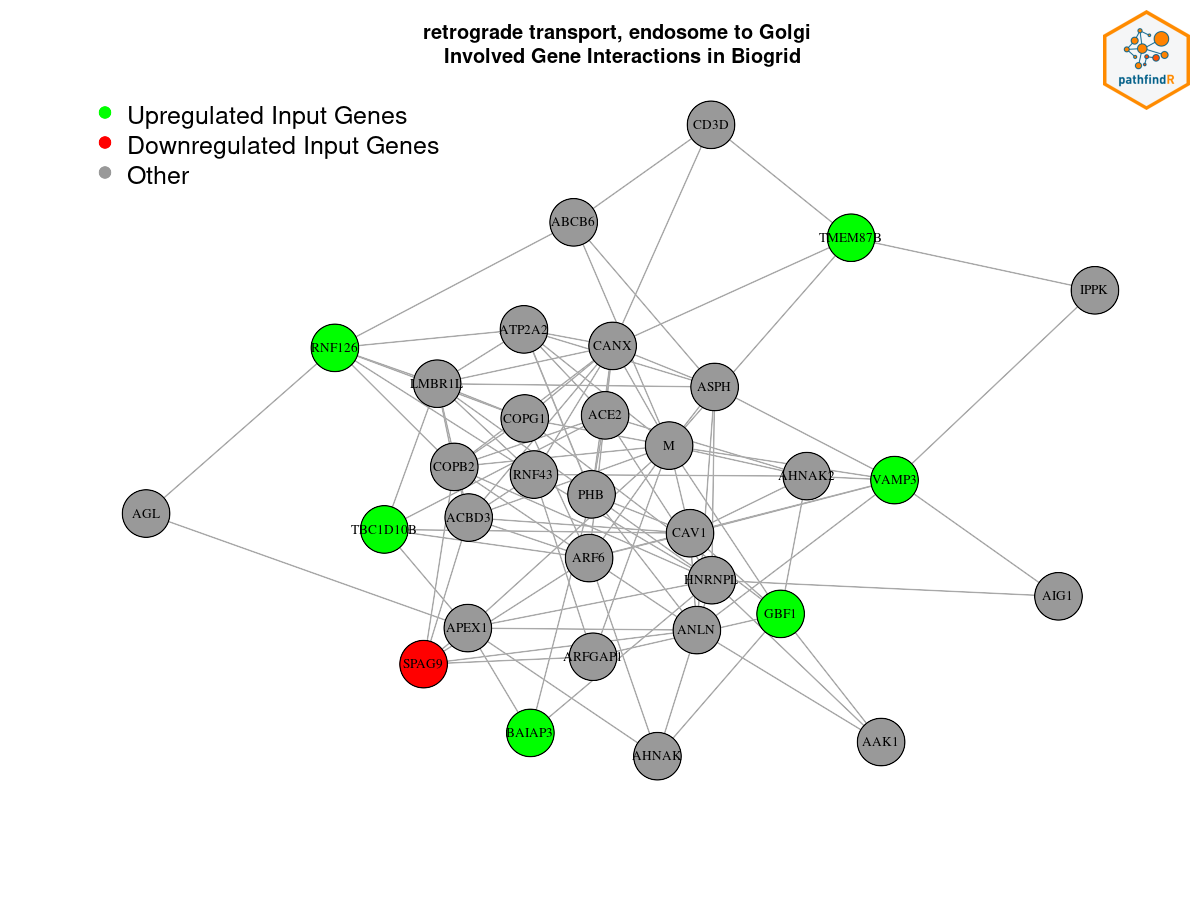 retrograde transport, endosome to Golgi
Involved Gene Interactions in Biogrid
pathfindR
Upregulated Input Genes
Downregulated Input Genes
Other
CD3D
ABCB6
TMEM87B
IPPK
ATP2A2
RNF126
CANX
LMBR1L
ASPH
COPG1
ACE2
M
COPB2
RNF43
AHNAK2
VAMP3
PHB
AGL
TBC1D10B
ACBD3
CAV1
ARF6
HNRNPL
AIG1
GBF1
APEX1
ANLN
SPAG9
ARFGAP1
BAIAP3
AHNAK
AAK1